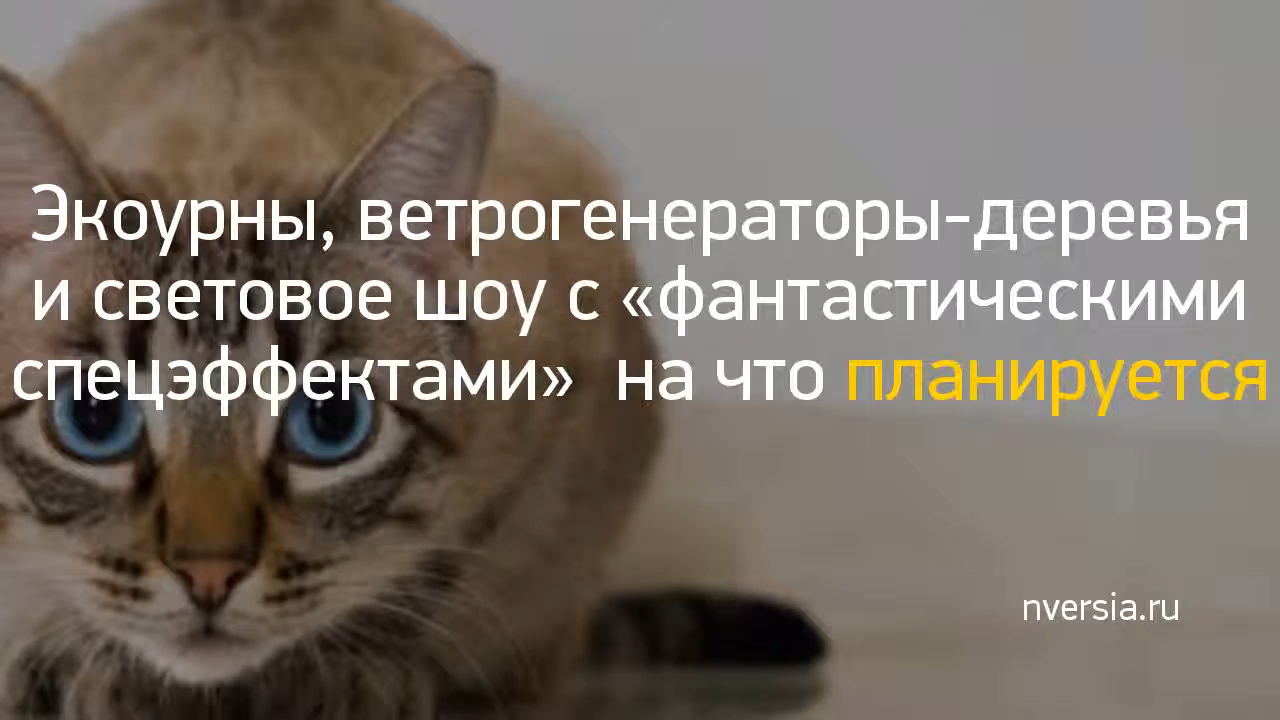 Экоурны, ветрогенераторы-деревья
и световое шоу с «фантастическими
спецэффектами»  на что планируется
nversia.ru